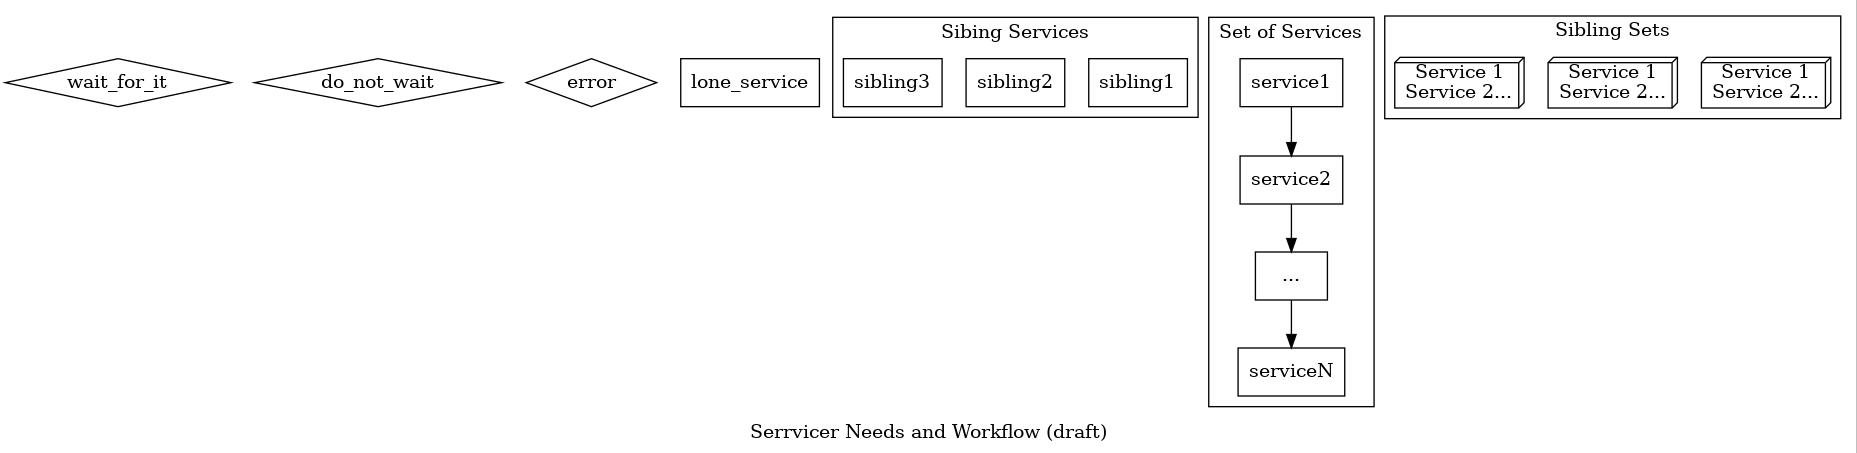 wait_for_it
do_not_wait
error
lone_service
Sibing Services
sibling3
sibling2
sibling1
Set of Services
service1
service2
...
serviceN
Sibling Sets
Service 1
Service 2...
Service 1
Service 2...
Service 1
Service 2...
Serrvicer Needs and Workflow (draft)